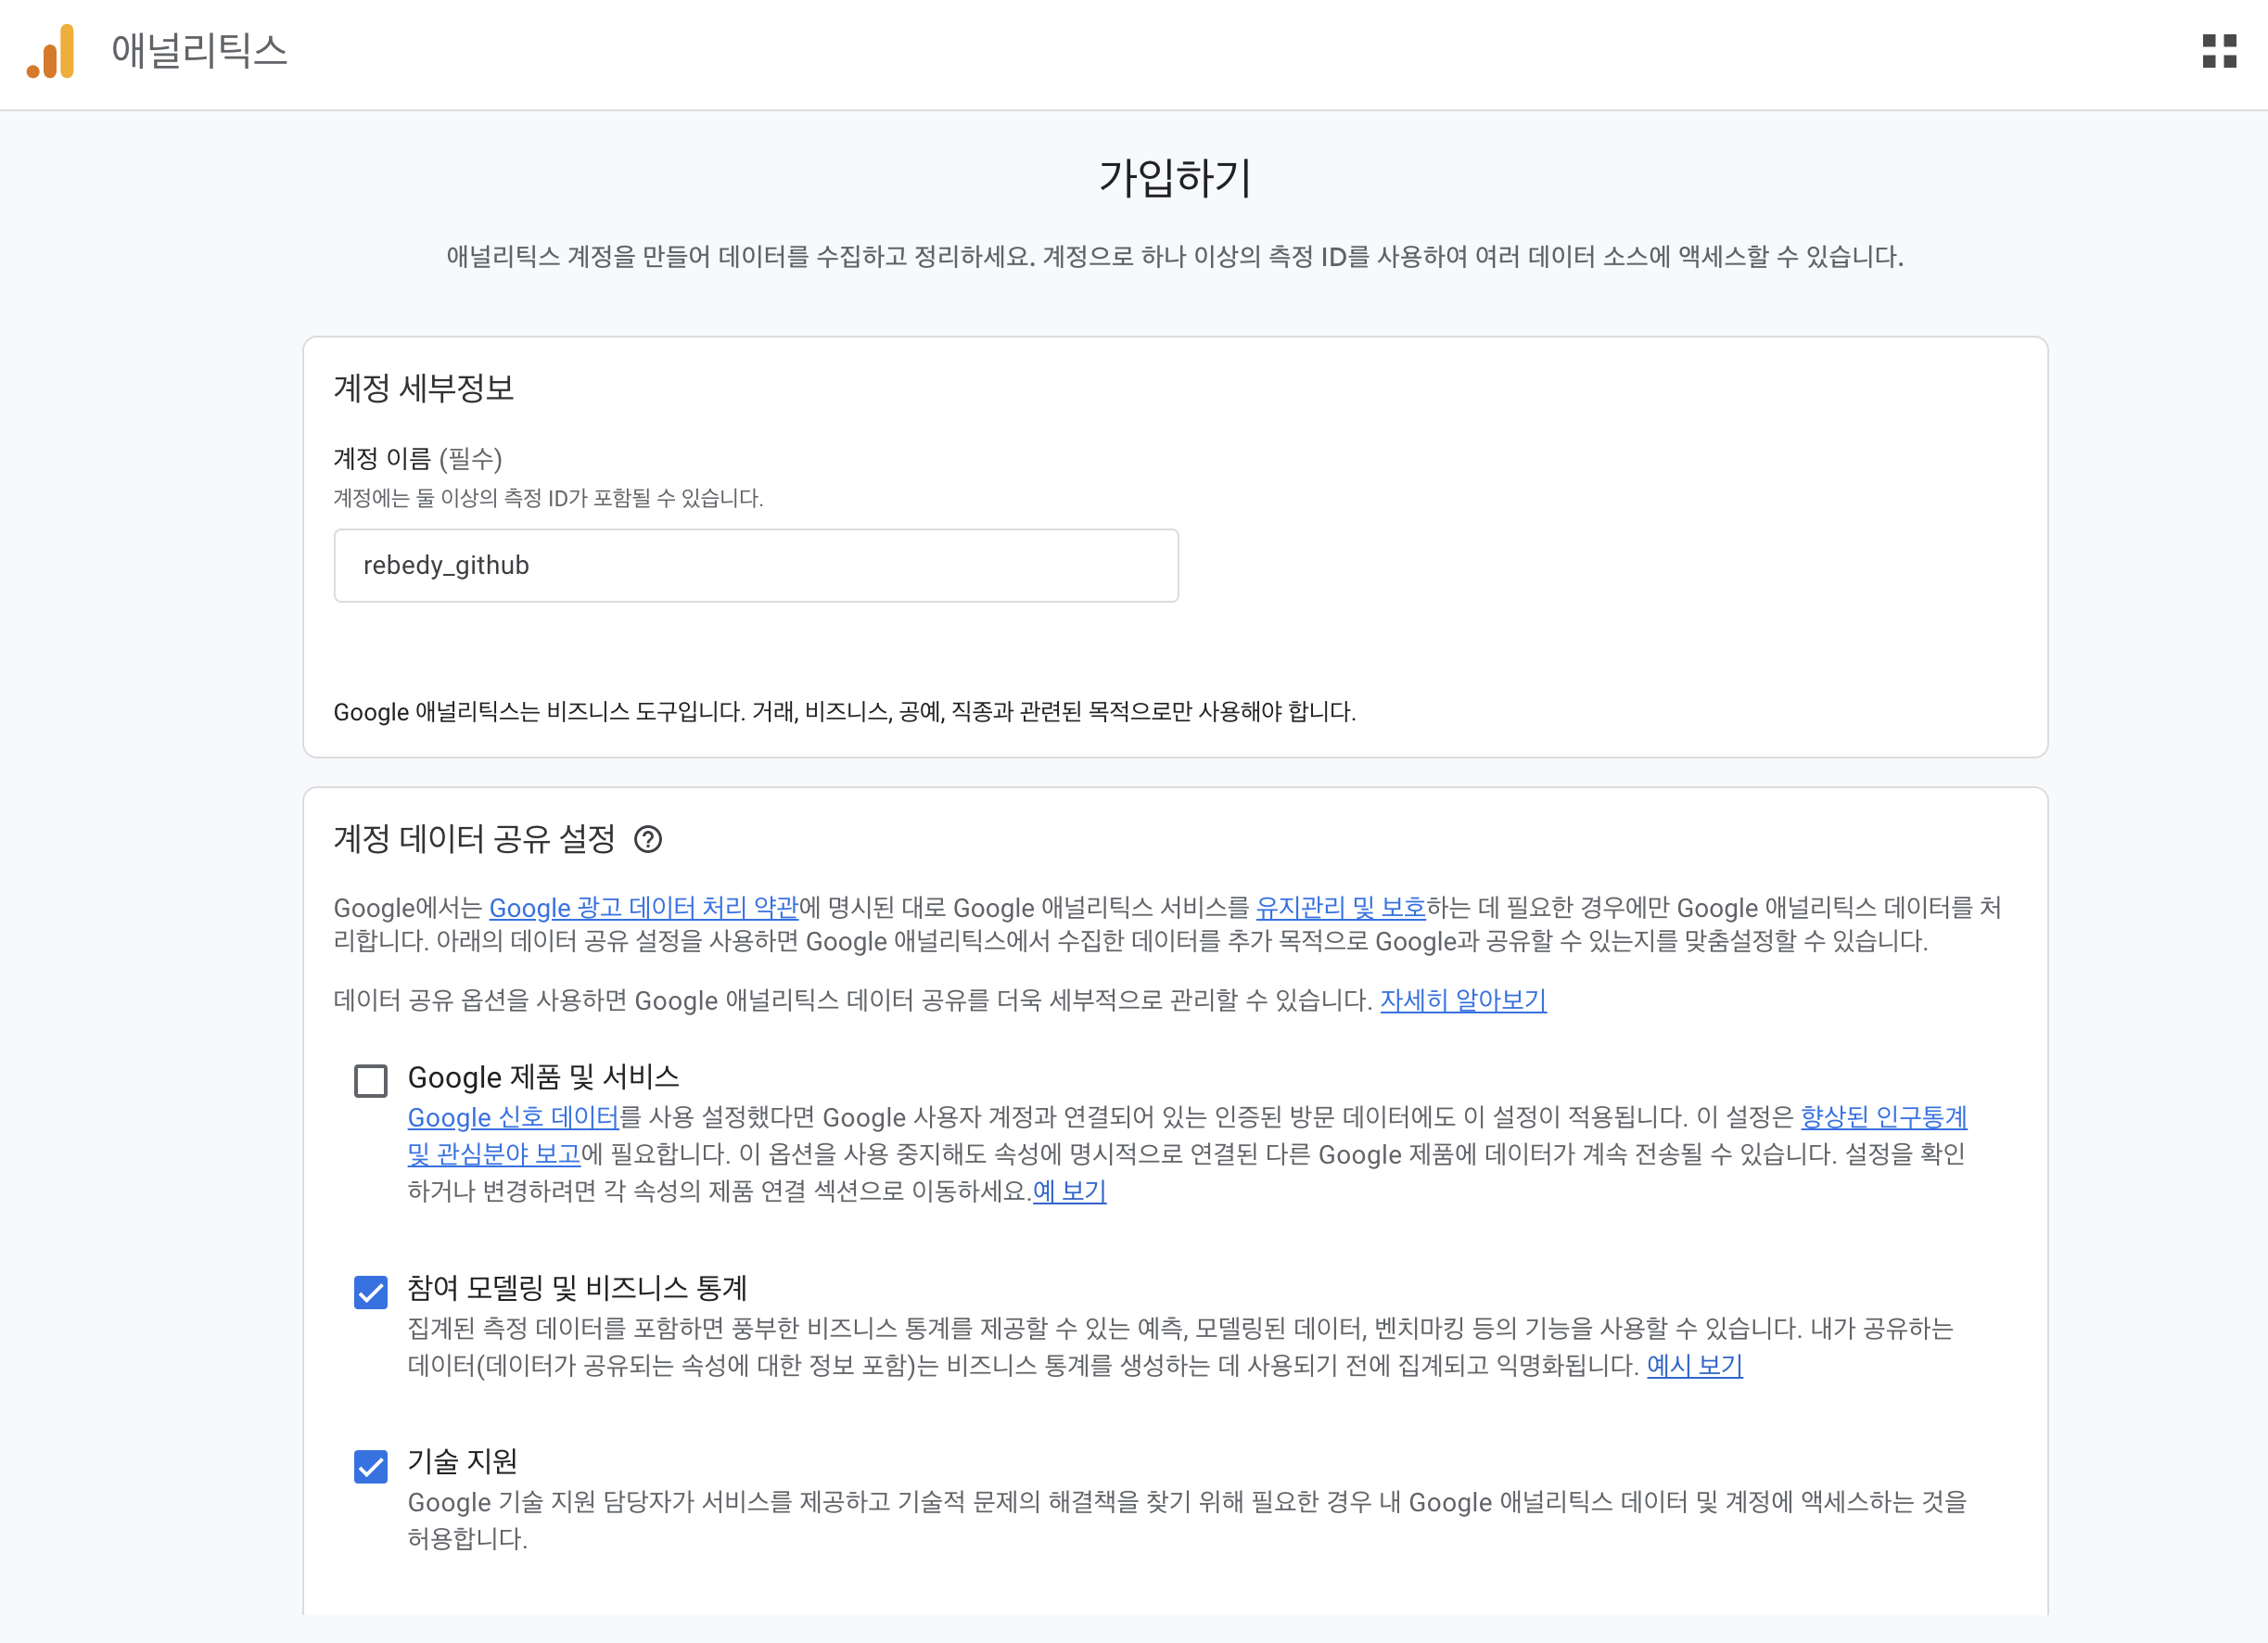 애널리틱스
가입하기
애널리틱스 계정을 만들어 데이터를 수집하고 정리하세요. 계정으로 하나 이상의 측정 ID를 사용하여 여러 데이터 소스에 액세스할 수 있습니다.
계정 세부정보
계정 이름 (필수)
계정에는 둘 이상의 측정 ID가 포함될 수 있습니다.
rebedy_github
Google 애널리틱스는 비즈니스 도구입니다. 거래, 비즈니스, 공예, 직종과 관련된 목적으로만 사용해야 합니다.
계정 데이터 공유 설정
Google에서는 Google 광고 데이터 처리 약관에 명시된 대로 Google 애널리틱스 서비스를 유지관리 및 보호하는 데 필요한 경우에만 Google 애널리틱스 데이터를 처
리합니다. 아래의 데이터 공유 설정을 사용하면 Google 애널리틱스에서 수집한 데이터를 추가 목적으로 Google과 공유할 수 있는지를 맞춤설정할 수 있습니다.
데이터 공유 옵션을 사용하면 Google 애널리틱스 데이터 공유를 더욱 세부적으로 관리할 수 있습니다. 자세히 알아보기
Google 제품 및 서비스
Google 신호 데이터를 사용 설정했다면 Google 사용자 계정과 연결되어 있는 인증된 방문 데이터에도 이 설정이 적용됩니다. 이 설정은 향상된 인구통계
및 관심분야 보고에 필요합니다. 이 옵션을 사용 중지해도 속성에 명시적으로 연결된 다른 Google 제품에 데이터가 계속 전송될 수 있습니다. 설정을 확인
하거나 변경하려면 각 속성의 제품 연결 섹션으로 이동하세요.예 보기
참여 모델링 및 비즈니스 통계
집계된 측정 데이터를 포함하면 풍부한 비즈니스 통계를 제공할 수 있는 예측, 모델링된 데이터, 벤치마킹 등의 기능을 사용할 수 있습니다. 내가 공유하는
데이터(데이터가 공유되는 속성에 대한 정보 포함)는 비즈니스 통계를 생성하는 데 사용되기 전에 집계되고 익명화됩니다. 예시 보기
기술 지원
Google 기술 지원 담당자가 서비스를 제공하고 기술적 문제의 해결책을 찾기 위해 필요한 경우 내 Google 애널리틱스 데이터 및 계정에 액세스하는 것을
허용합니다.